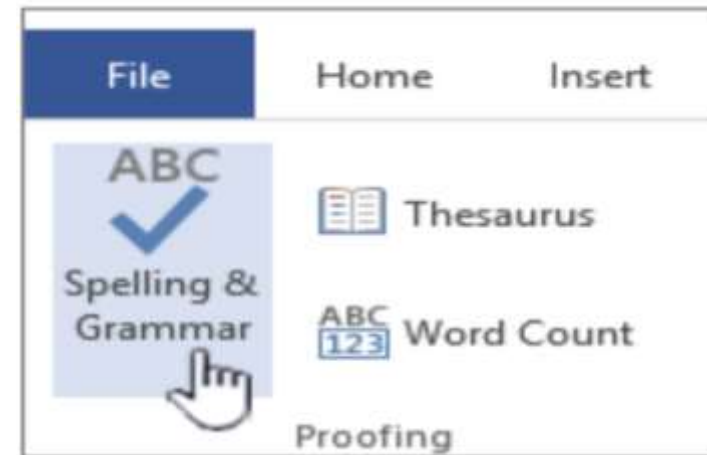 File Home Insert
ABC
Spelling &
Grammar
Thesaurus
ABC
123 Word Count
Proofing